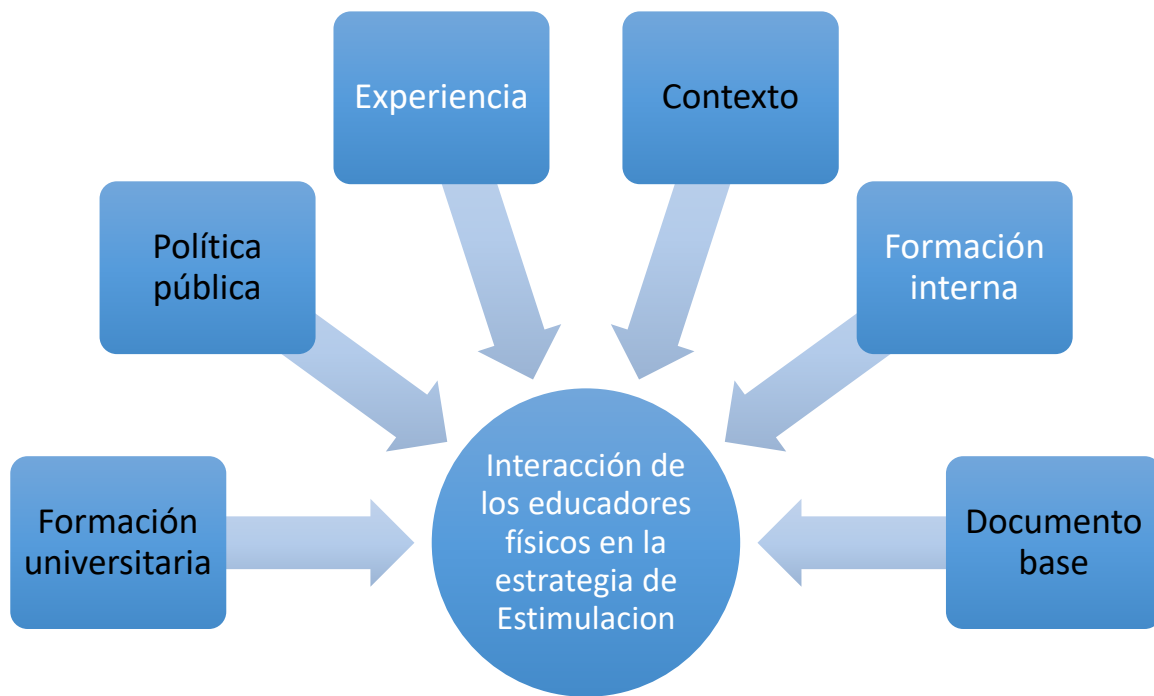 Experiencia
Contexto
Política
pública
Formación
interna
Formación
universitaria
Interacción de
los educadores
físicos en la
estrategia de
Estimulacion
Documento
base